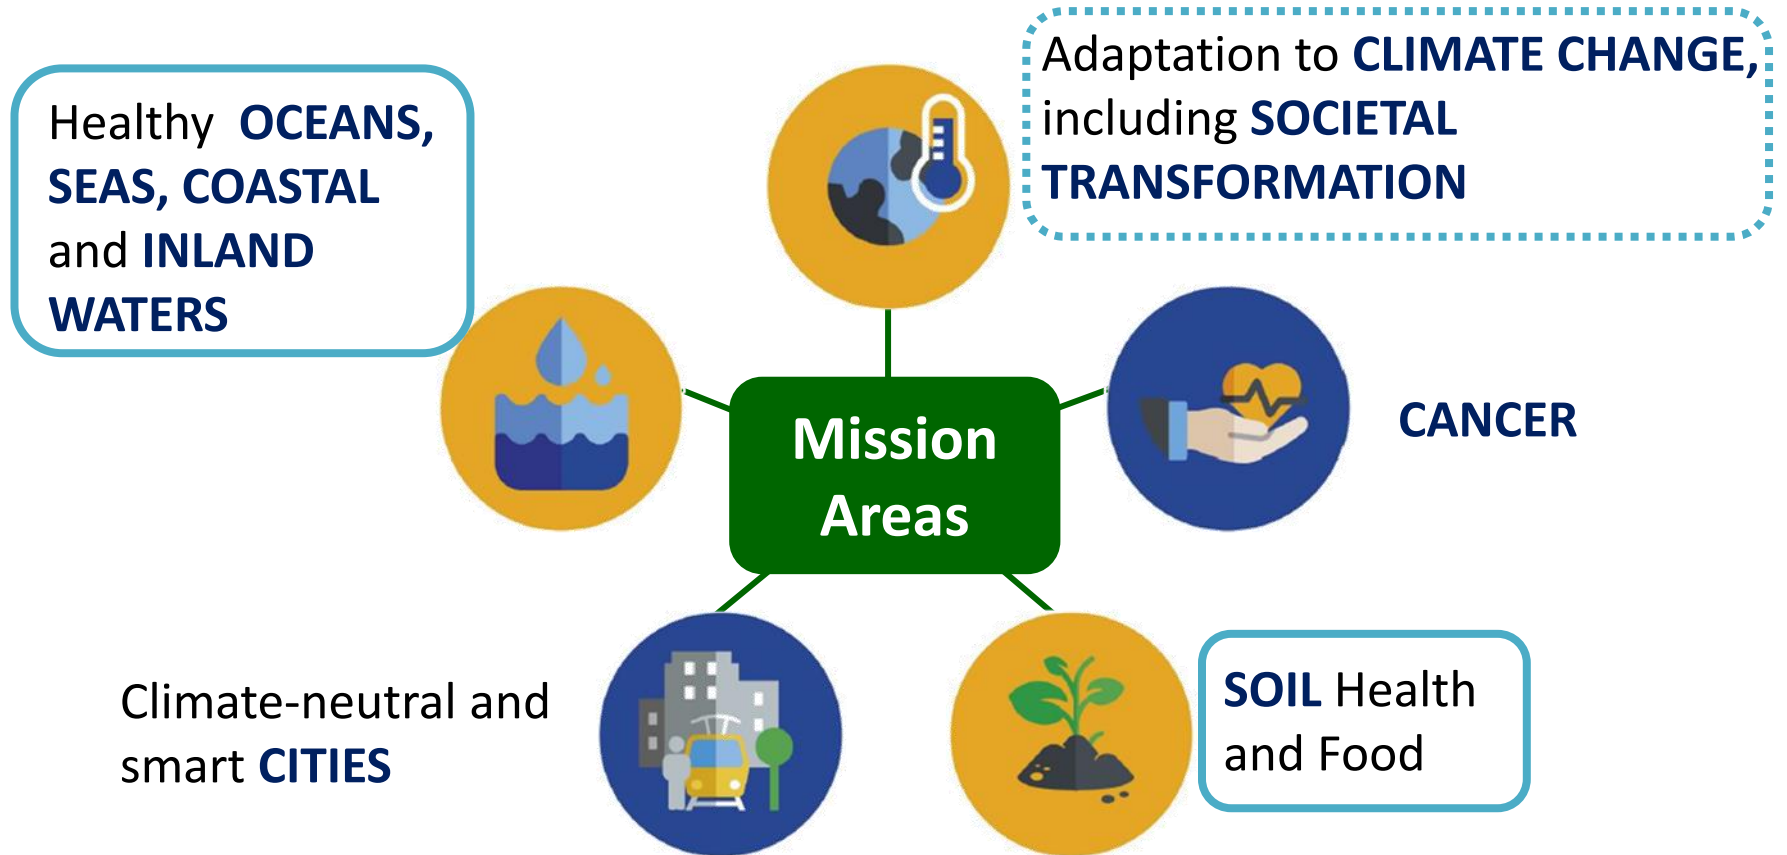 Adaptation to CLIMATE CHANGE,
including SOCIETAL
TRANSFORMATION
Healthy OCEANS,
SEAS, COASTAL
and INLAND
WATERS
Mission
Areas
CANCER
Climate-neutral and
smart CITIES
SOIL Health
and Food